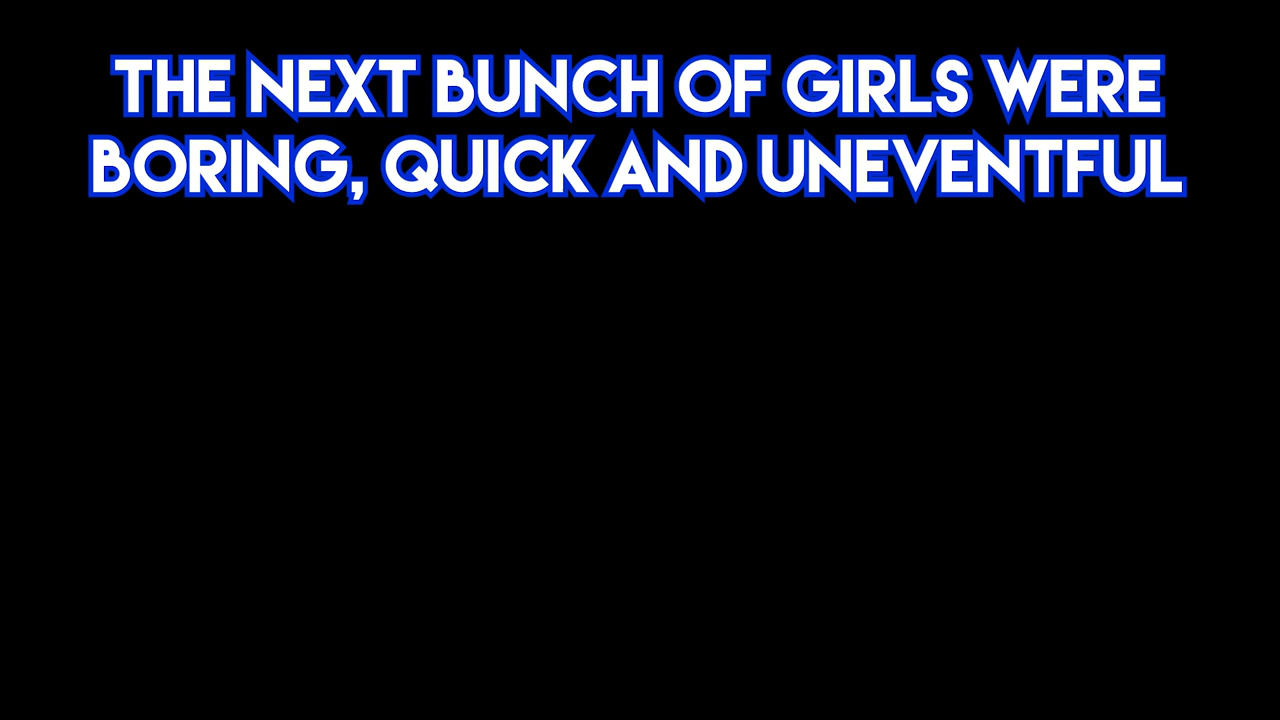 THE NEXT BUNCH OF GIRLS WERE
BORING, QUICK AND UNEVENTFUL